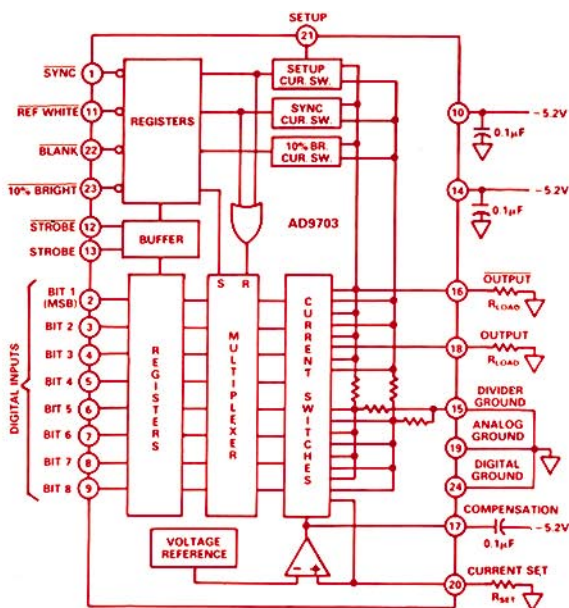 SETUP
21
SYNC
1
SETUP
CUR. SW.
REF WHITE
11
REGISTERS
SYNC
CUR. SW.
10
−5.2V
0.1μF
BLANK
22
10% BR.
CUR. SW.
10% BRIGHT
23
14
−5.2V
0.1μF
STROBE
12
AD9703
STROBE
13
BUFFER
S R
DIGITAL INPUTS
BIT 1
(MSB)
2
BIT 2
3
BIT 3
4
BIT 4
5
BIT 5
6
BIT 6
7
BIT 7
8
BIT 8
9
REGISTERS
MULTIPLEXER
CURRENT SWITCHES
16
OUTPUT
RLOAD
18
OUTPUT
RLOAD
15
DIVIDER
GROUND
19
ANALOG
GROUND
24
DIGITAL
GROUND
17
COMPENSATION
0.1μF
−5.2V
VOLTAGE
REFERENCE
− +
20
CURRENT SET
RSET